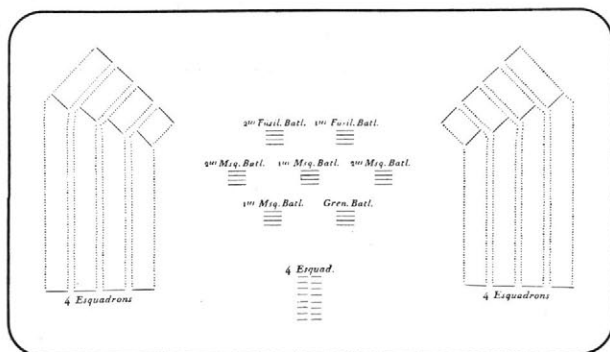 2tes Fusil. Batl. 1tes Fusil. Batl.
2tes Msq. Batl. 1tes Msq. Batl. 2tes Msq. Batl.
1tes Msq. Batl. Gren. Batl.
4 Esquad.
4 Esquadrons 4 Esquadrons